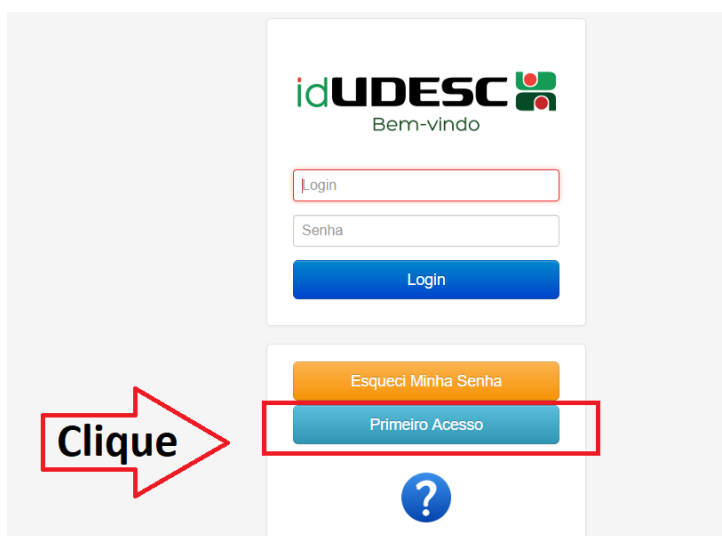 idUDESC
Bem-vindo
Login
Senha
Login
Esqueci Minha Senha
Primeiro Acesso
Clique
?